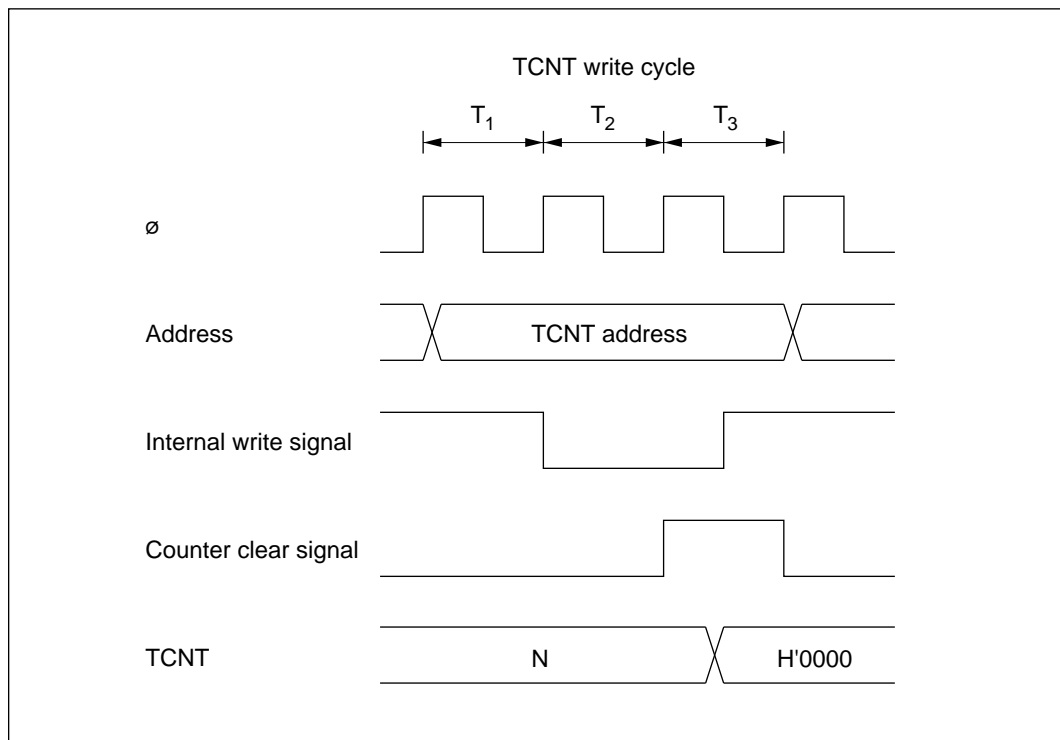 TCNT write cycle
T1 T2 T3
ø
Address TCNT address
Internal write signal
Counter clear signal
TCNT N H'0000